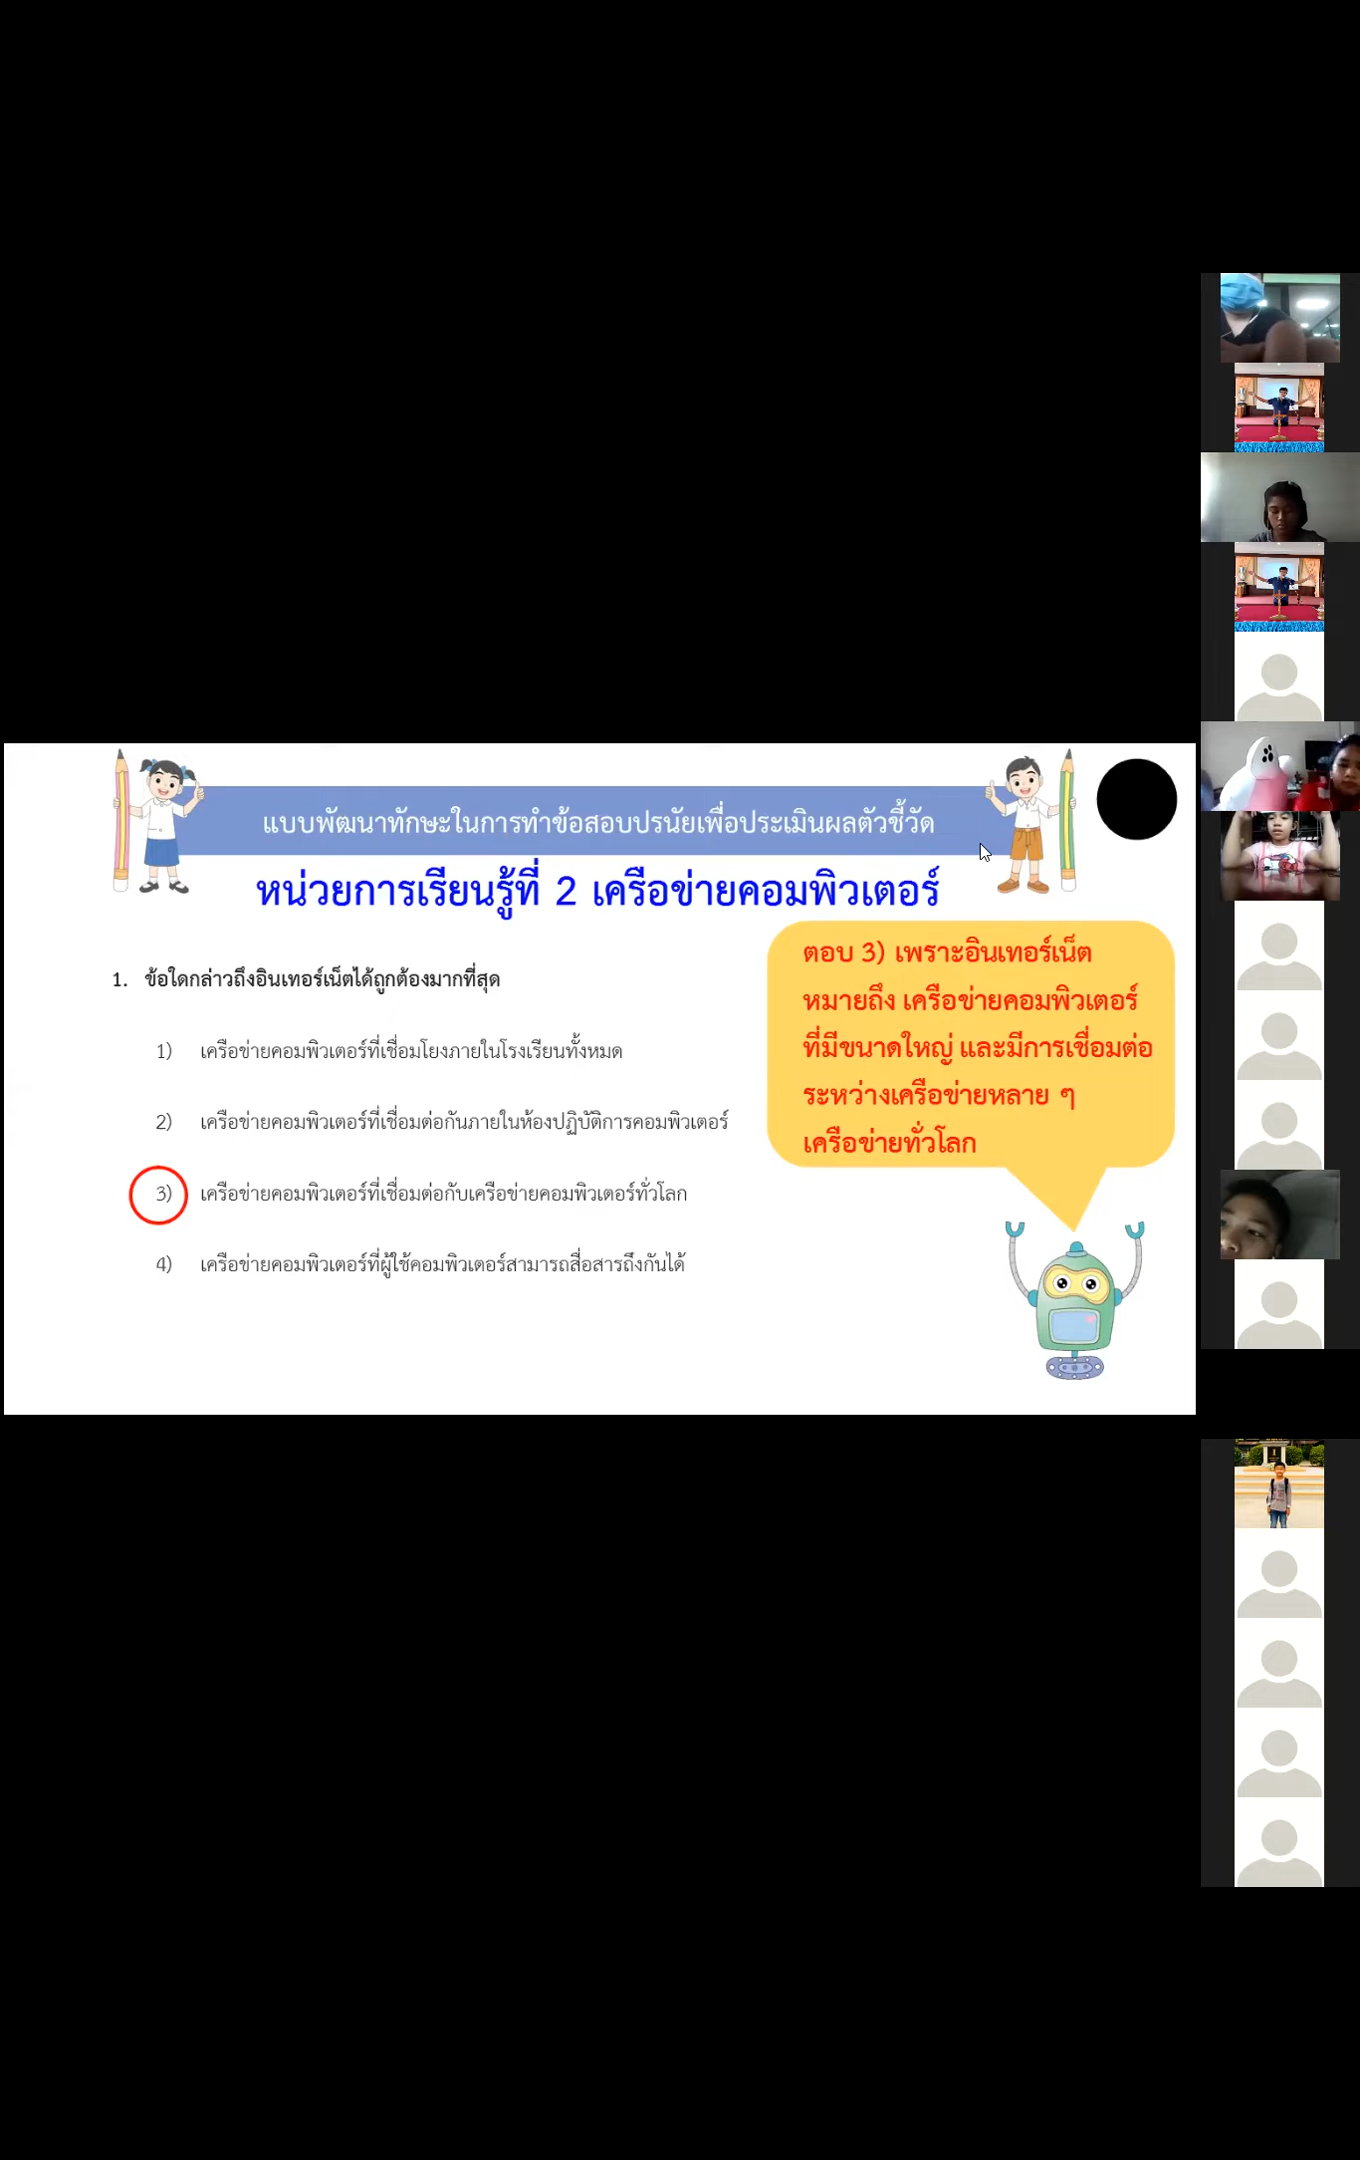 แบบพัฒนาทักษะในการทำข้อสอบปรนัยเพื่อประเมินผลตัวชี้วัด
หน่วยการเรียนรู้ที่ 2 เครือข่ายคอมพิวเตอร์
1. ข้อใดกล่าวถึงอินเทอร์เน็ตได้ถูกต้องมากที่สุด
1) เครือข่ายคอมพิวเตอร์ที่เชื่อมโยงภายในโรงเรียนทั้งหมด
2) เครือข่ายคอมพิวเตอร์ที่เชื่อมต่อกันภายในห้องปฏิบัติการคอมพิวเตอร์
3) เครือข่ายคอมพิวเตอร์ที่เชื่อมต่อกับเครือข่ายคอมพิวเตอร์ทั่วโลก
4) เครือข่ายคอมพิวเตอร์ที่ผู้ใช้คอมพิวเตอร์สามารถสื่อสารถึงกันได้
ตอบ 3) เพราะอินเทอร์เน็ต
หมายถึง เครือข่ายคอมพิวเตอร์
ที่มีขนาดใหญ่ และมีการเชื่อมต่อ
ระหว่างเครือข่ายหลาย ๆ
เครือข่ายทั่วโลก